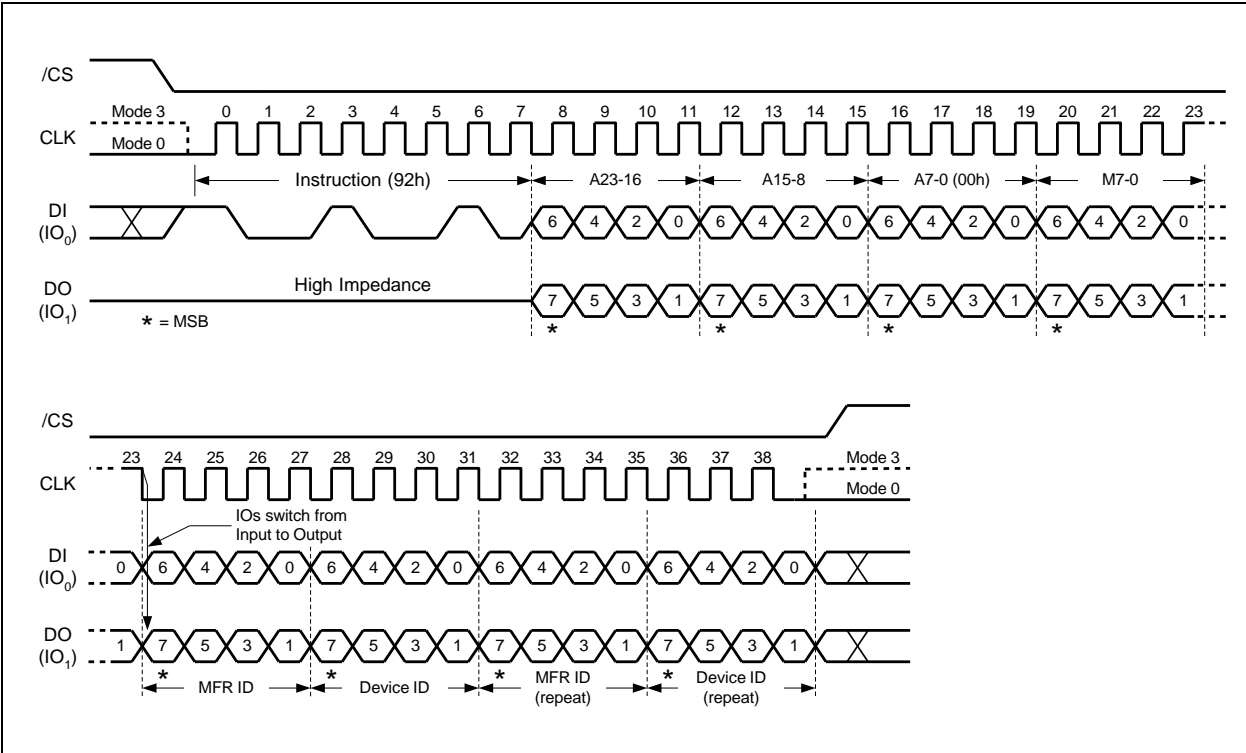 /CS
Mode 3 0 1 2 3 4 5 6 7 8 9 10 11 12 13 14 15 16 17 18 19 20 21 22 23
CLK
Mode 0
Instruction (92h) A23-16 A15-8 A7-0 (00h) M7-0
DI
(IO0)
6 4 2 0 6 4 2 0 6 4 2 0 6 4 2 0
High Impedance
DO
(IO1)
7 5 3 1 7 5 3 1 7 5 3 1 7 5 3 1
* = MSB
* * * *
/CS
23 24 25 26 27 28 29 30 31 32 33 34 35 36 37 38 Mode 3
CLK
Mode 0
IOs switch from
Input to Output
DI
(IO0)
0 6 4 2 0 6 4 2 0 6 4 2 0 6 4 2 0
DO
(IO1)
1 7 5 3 1 7 5 3 1 7 5 3 1 7 5 3 1
* * * *
MFR ID Device ID MFR ID
(repeat)
Device ID
(repeat)